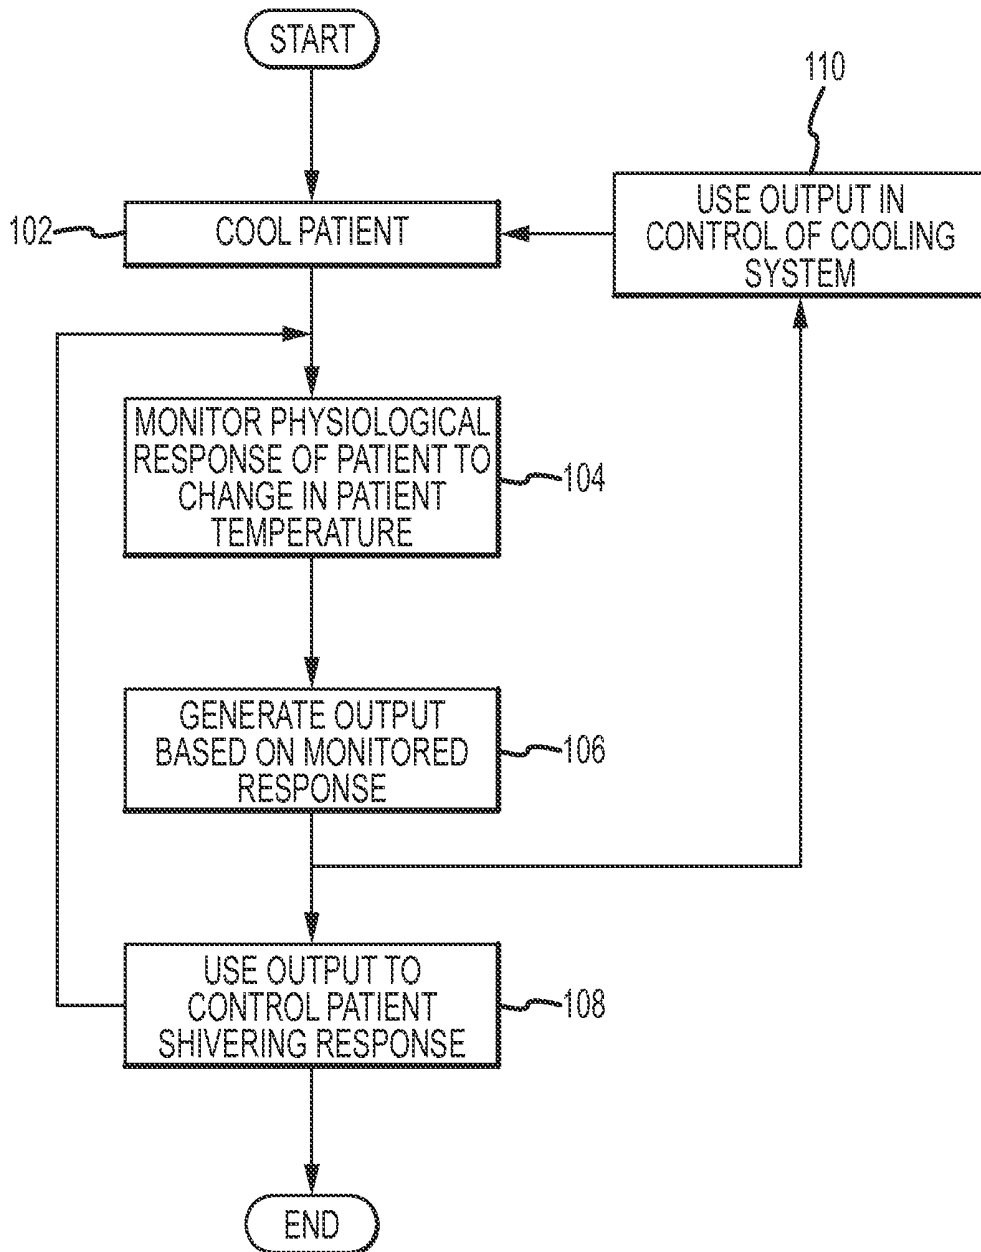 START
110
USE OUTPUT IN
CONTROL OF COOLING
SYSTEM
102
COOL PATIENT
MONITOR PHYSIOLOGICAL
RESPONSE OF PATIENT TO
CHANGE IN PATIENT
TEMPERATURE
104
GENERATE OUTPUT
BASED ON MONITORED
RESPONSE
106
USE OUTPUT TO
CONTROL PATIENT
SHIVERING RESPONSE
108
END